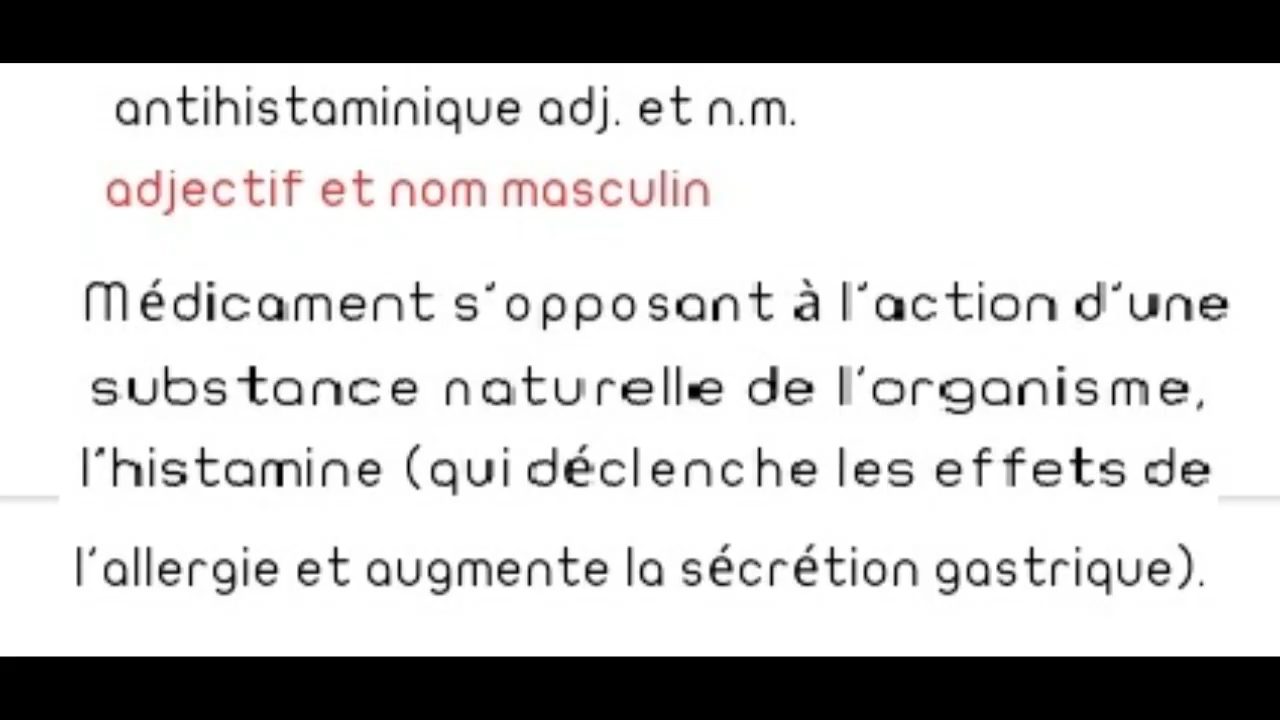 antihistaminique adj. et n.m.
adjectif et nom masculin
Médicament s'opposant à l'action d'une
substance naturelle de l'organisme,
l'histamine (qui déclenche les effets de
l'allergie et augmente la sécrétion gastrique).